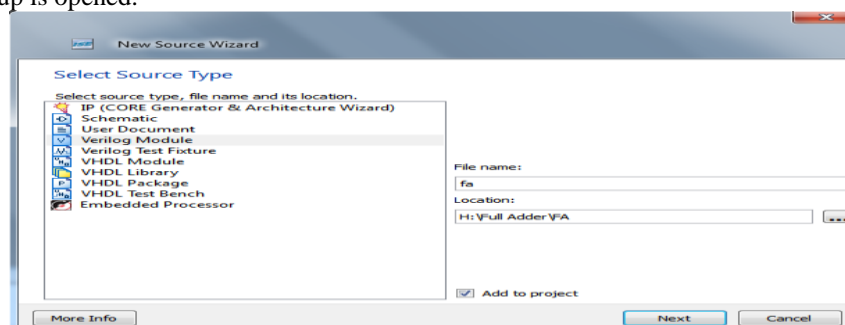 up is opened.
New Source Wizard
Select Source Type
Select source type, file name and its location.
IP (CORE Generator & Architecture Wizard)
Schematic
User Document
Verilog Module
Verilog Test Fixture
VHDL Module
VHDL Library
VHDL Package
VHDL Test Bench
Embedded Processor
File name:
fa
Location:
H:\Full Adder\FA
...
Add to project
More Info
Next
Cancel